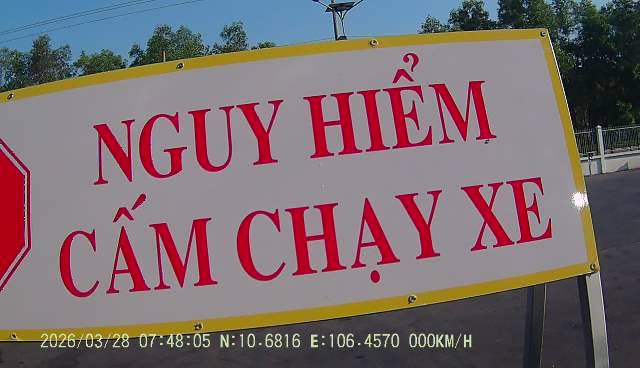 NGUY HIỂM
CẤM CHẠY XE
2026/03/28 07:48:05 N:10.6816 E:106.4570 000KM/H